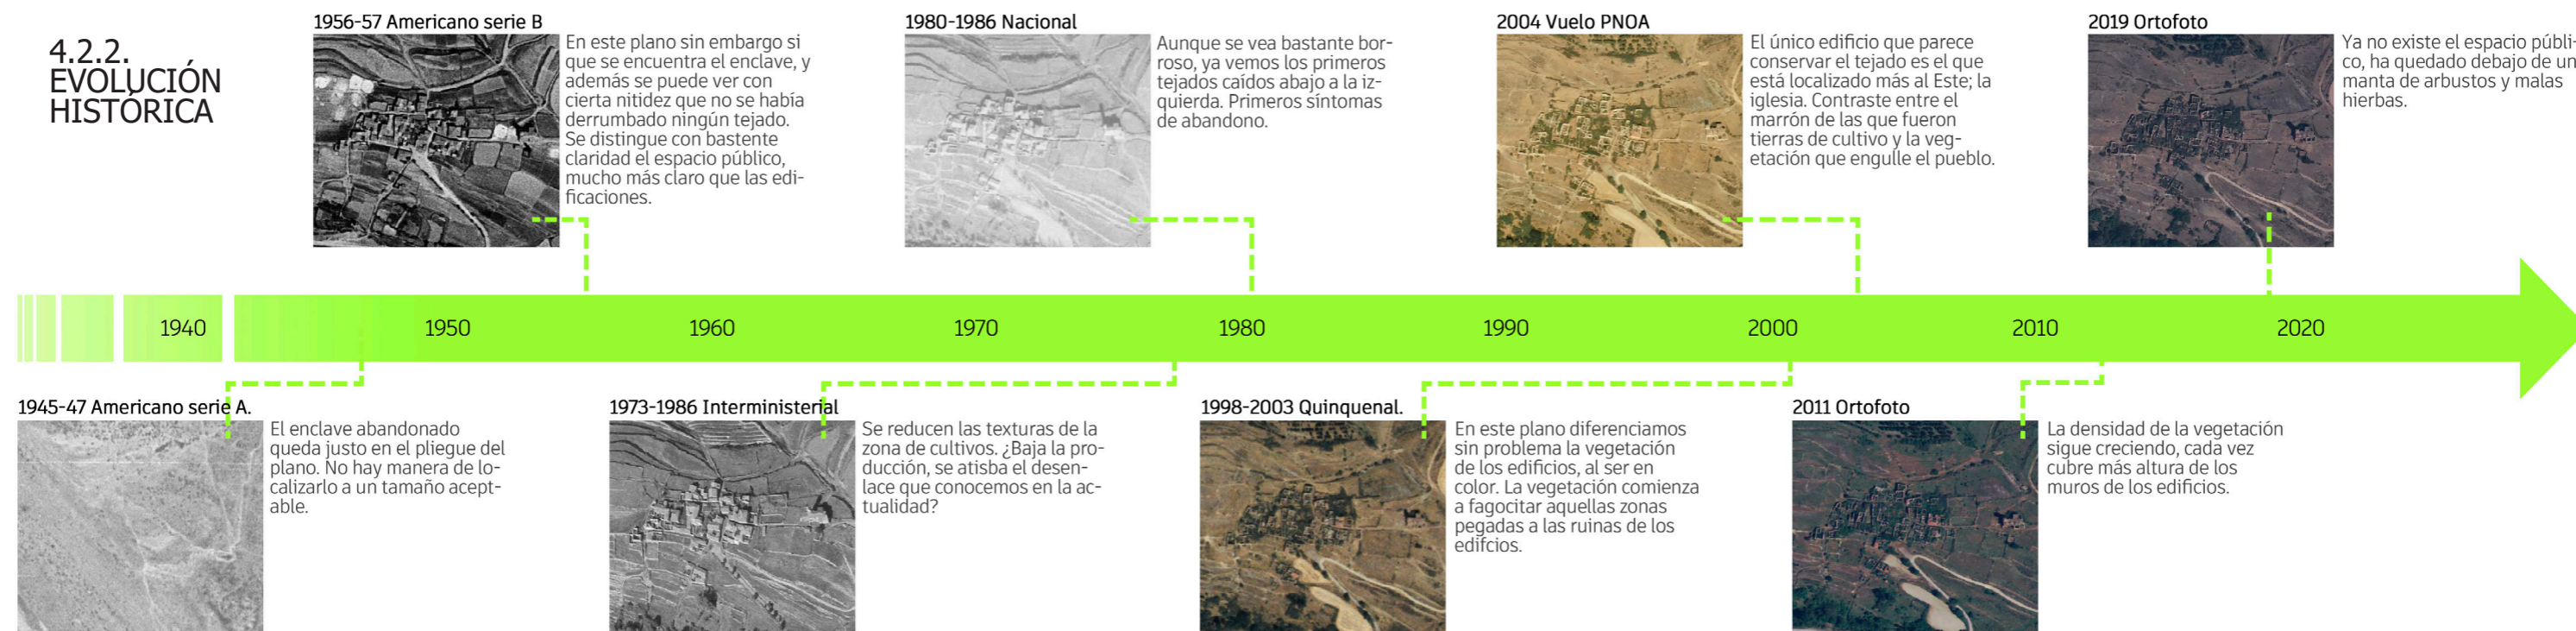 4.2.2.
EVOLUCIÓN
HISTÓRICA
1956-57 Americano serie B
En este plano sin embargo si
que se encuentra el enclave, y
además se puede ver con
cierta nitidez que no se había
derrumbado ningún tejado.
Se distingue con bastente
claridad el espacio público,
mucho más claro que las edi-
ficaciones.
1980-1986 Nacional
Aunque se vea bastante bor-
roso, ya vemos los primeros
tejados caídos abajo a la iz-
quierda. Primeros síntomas
de abandono.
2004 Vuelo PNOA
El único edificio que parece
conservar el tejado es el que
está localizado más al Este; la
iglesia. Contraste entre el
marrón de las que fueron
tierras de cultivo y la veg-
etación que engulle el pueblo.
2019 Ortofoto
Ya no existe el espacio públi-
co, ha quedado debajo de un
manta de arbustos y malas
hierbas.
1940 1950 1960 1970 1980 1990 2000 2010 2020
1945-47 Americano serie A.
El enclave abandonado
queda justo en el pliegue del
plano. No hay manera de lo-
calizarlo a un tamaño acept-
able.
1973-1986 Interministerial
Se reducen las texturas de la
zona de cultivos. ¿Baja la pro-
ducción, se atisba el desen-
lace que conocemos en la ac-
tualidad?
1998-2003 Quinquenal.
En este plano diferenciamos
sin problema la vegetación
de los edificios, al ser en
color. La vegetación comienza
a fagocitar aquellas zonas
pegadas a las ruinas de los
edifcios.
2011 Ortofoto
La densidad de la vegetación
sigue creciendo, cada vez
cubre más altura de los
muros de los edificios.